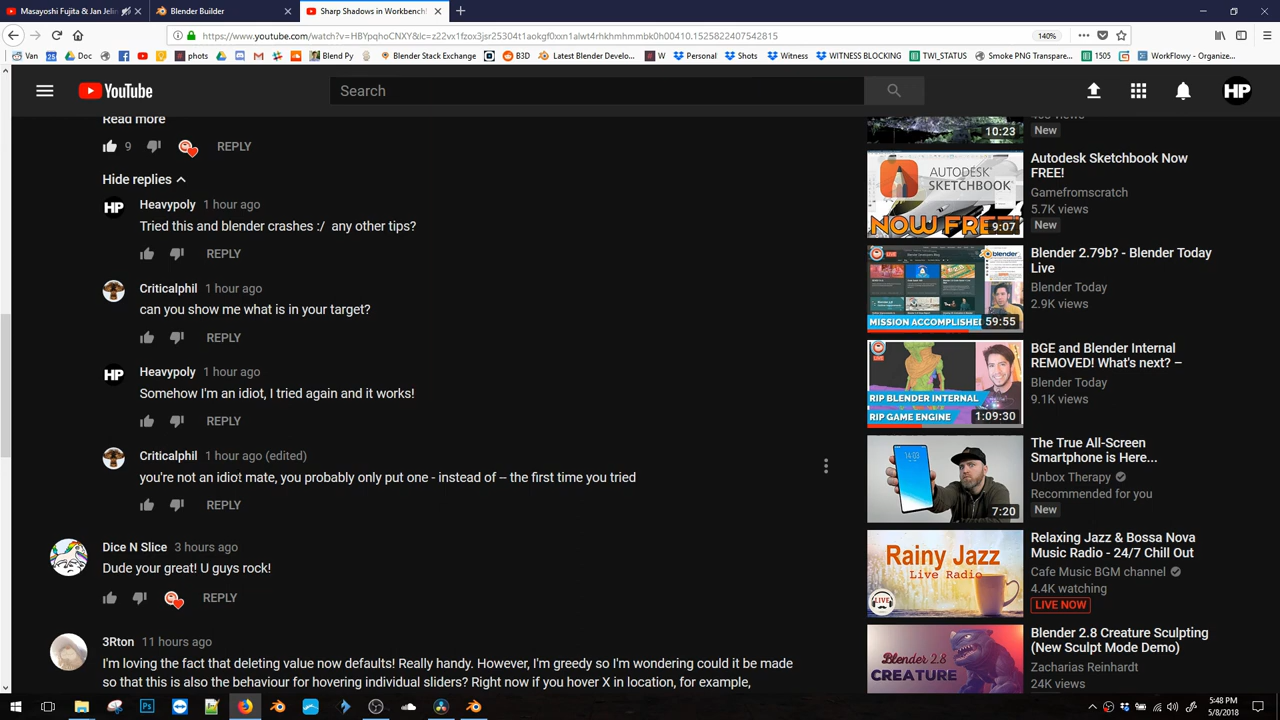 Masayoshi Fujita & Jan Jelin
Blender Builder
Sharp Shadows in Workbench!
https://www.youtube.com/watch?v=HBYpqhoCNXY&lc=z22vx1fzox3jsr25304t1aokgf0xxn1alwt4rhkhmhmmbk0h00410.1525822407542815
140%
Van
Doc
phots
Blend Py
Blender Stack Exchange
B3D
Latest Blender Develo...
W
Personal
Shots
Witness
WITNESS BLOCKING
TWI_STATUS
Smoke PNG Transpare...
1505
WorkFlowy - Organize...
YouTube
Search
HP
Read more
9
REPLY
Hide replies
HP
Heavypoly 1 hour ago
Tried this and blender crashes :/ any other tips?
REPLY
Criticalphil 1 hour ago
can you show me what is in your target?
REPLY
HP
Heavypoly 1 hour ago
Somehow I'm an idiot, I tried again and it works!
REPLY
Criticalphil 1 hour ago (edited)
you're not an idiot mate, you probably only put one - instead of -- the first time you tried
REPLY
Dice N Slice 3 hours ago
Dude your great! U guys rock!
REPLY
3Rton 11 hours ago
I'm loving the fact that deleting value now defaults! Really handy. However, I'm greedy so I'm wondering could it be made
so that this is also the behaviour for hovering individual sliders? Right now if you hover X in location, for example,
10:23
New
AUTODESK
SKETCHBOOK
NOW FREE
9:07
Autodesk Sketchbook Now
FREE!
Gamefromscratch
5.7K views
New
LIVE
blender
MISSION ACCOMPLISHED
59:55
Blender 2.79b? - Blender Today
Live
Blender Today
2.9K views
LIVE
RIP BLENDER INTERNAL
RIP GAME ENGINE
1:09:30
BGE and Blender Internal
REMOVED! What's next? –
Blender Today
9.1K views
14:03
7:20
The True All-Screen
Smartphone is Here...
Unbox Therapy
Recommended for you
New
Rainy Jazz
Live Radio
LIVE
Relaxing Jazz & Bossa Nova
Music Radio - 24/7 Chill Out
Cafe Music BGM channel
4.4K watching
LIVE NOW
Blender 2.8
CREATURE
Blender 2.8 Creature Sculpting
(New Sculpt Mode Demo)
Zacharias Reinhardt
24K views
5:48 PM
5/8/2018